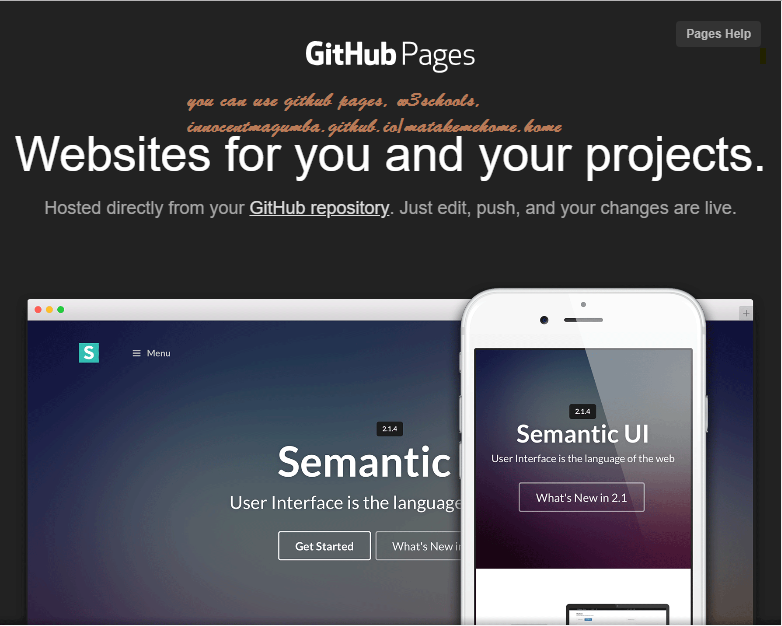 Pages Help
GitHub Pages
you can use github pages, w3schools,
innocentmagumba.github.io/matakemehome.home
Websites for you and your projects.
Hosted directly from your GitHub repository. Just edit, push, and your changes are live.
S
Menu
2.1.4
Semantic
User Interface is the language
Get Started
What's New in
2.1.4
Semantic UI
User Interface is the language of the web
What's New in 2.1